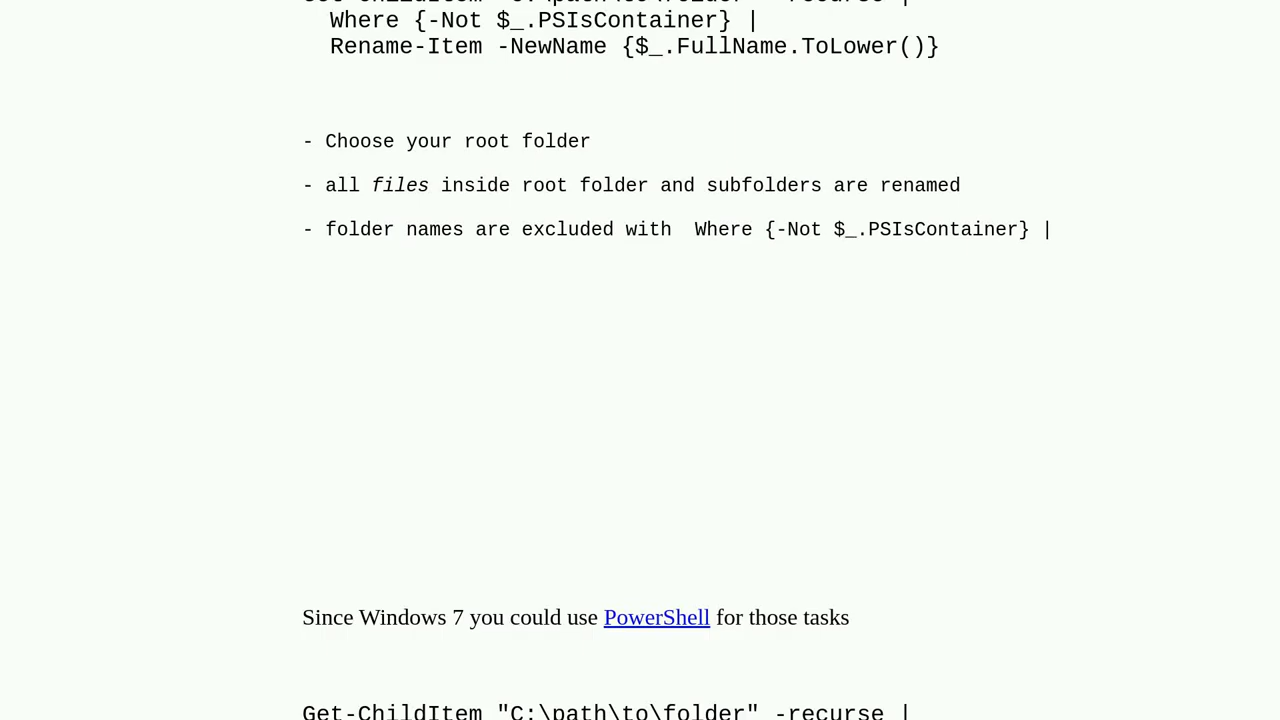 Where {-Not $_.PSIsContainer} |
Rename-Item -NewName {$_.FullName.ToLower()}
- Choose your root folder
- all files inside root folder and subfolders are renamed
- folder names are excluded with  Where {-Not $_.PSIsContainer} |
Since Windows 7 you could use PowerShell for those tasks
Get-ChildItem "C:\path\to\folder" -recurse |